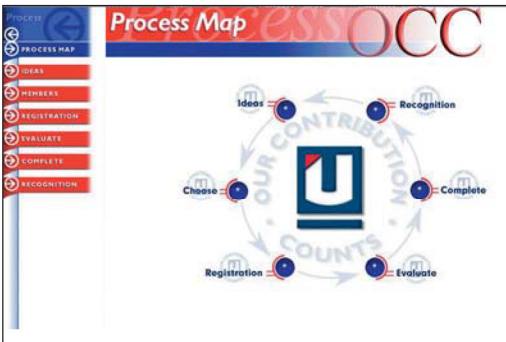 Process
PROCESS MAP
IDEAS
MEMBERS
REGISTRATION
EVALUATE
COMPLETE
RECOGNITION
Process
Process Map
OCC
Ideas
Recognition
Choose
Complete
Registration
Evaluate
OUR CONTRIBUTION
COUNTS
U